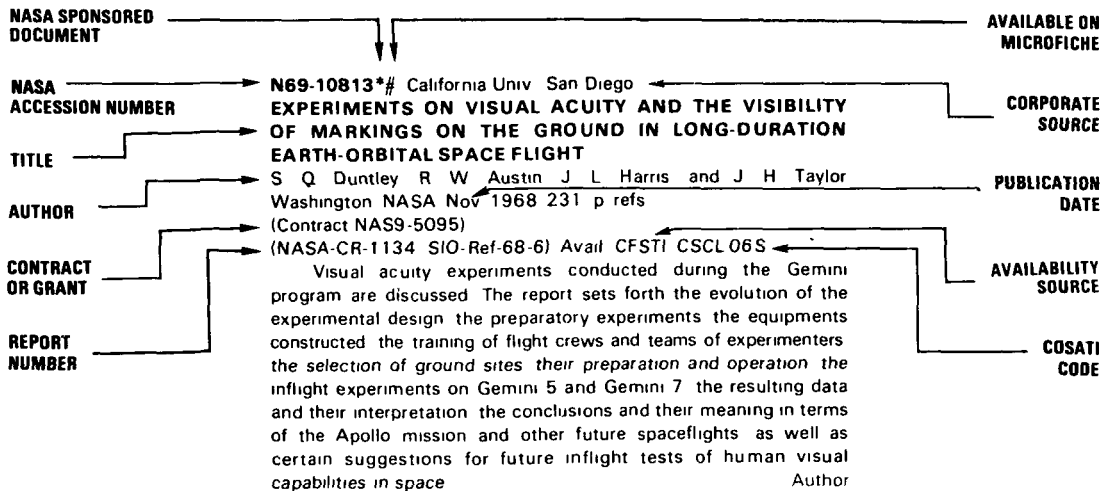 NASA SPONSORED
DOCUMENT
AVAILABLE ON
MICROFICHE
NASA
ACCESSION NUMBER
N69-10813*# California Univ San Diego
CORPORATE
SOURCE
TITLE
EXPERIMENTS ON VISUAL ACUITY AND THE VISIBILITY
OF MARKINGS ON THE GROUND IN LONG-DURATION
EARTH-ORBITAL SPACE FLIGHT
AUTHOR
S Q Duntley R W Austin J L Harris and J H Taylor
Washington NASA Nov 1968 231 p refs
PUBLICATION
DATE
CONTRACT
OR GRANT
(Contract NAS9-5095)
(NASA-CR-1134 SIO-Ref-68-6) Avail CFSTI CSCL 06S
AVAILABILITY
SOURCE
REPORT
NUMBER
COSATI
CODE
Visual acuity experiments conducted during the Gemini
program are discussed The report sets forth the evolution of the
experimental design the preparatory experiments the equipments
constructed the training of flight crews and teams of experimenters
the selection of ground sites their preparation and operation the
inflight experiments on Gemini 5 and Gemini 7 the resulting data
and their interpretation the conclusions and their meaning in terms
of the Apollo mission and other future spaceflights as well as
certain suggestions for future inflight tests of human visual
capabilities in space Author